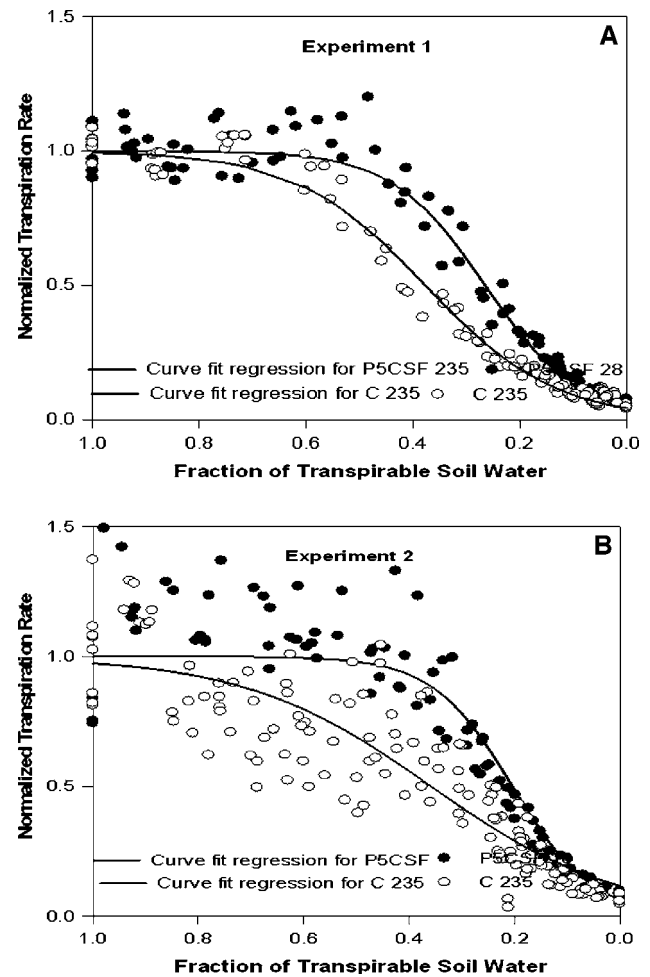 A
Experiment 1
Normalized Transpiration Rate
1.5
1.0
0.5
0.0
Curve fit regression for P5CSF 235 28
Curve fit regression for C 235 C 235
1.0 0.8 0.6 0.4 0.2 0.0
Fraction of Transpirable Soil Water
B
Experiment 2
Normalized Transpiration Rate
1.5
1.0
0.5
0.0
Curve fit regression for P5CSF
Curve fit regression for C 235 C 235
1.0 0.8 0.6 0.4 0.2 0.0
Fraction of Transpirable Soil Water